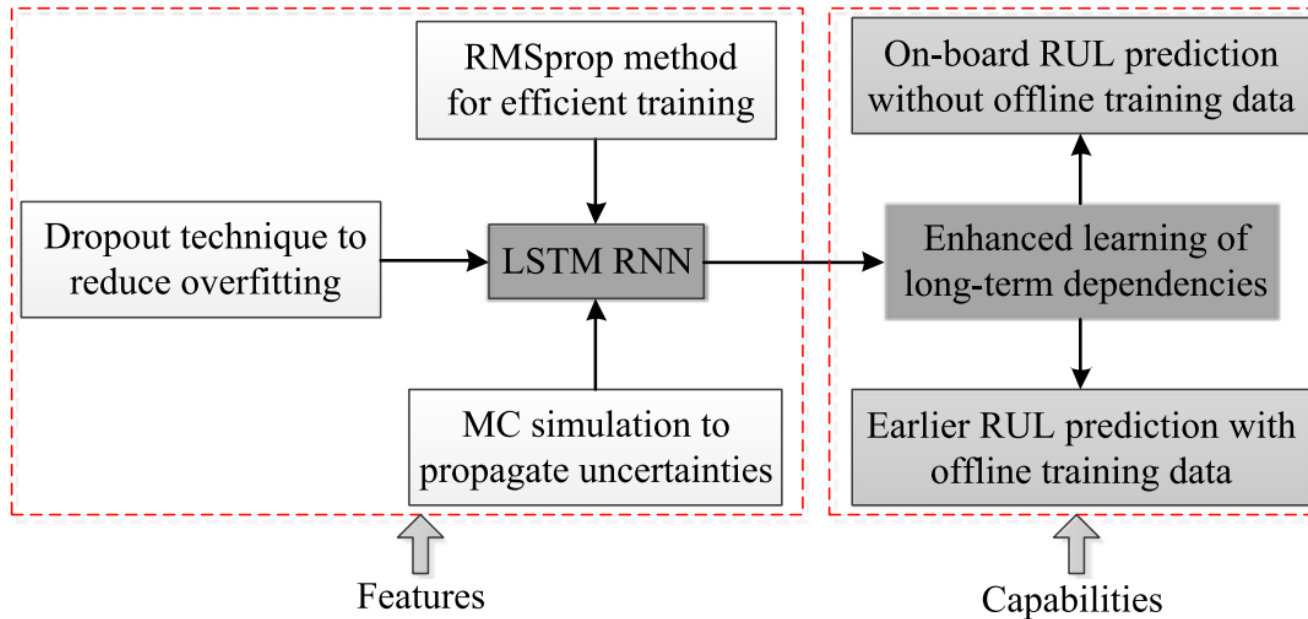 RMSprop method
for efficient training
Dropout technique to
reduce overfitting
LSTM RNN
MC simulation to
propagate uncertainties
Features
On-board RUL prediction
without offline training data
Enhanced learning of
long-term dependencies
Earlier RUL prediction with
offline training data
Capabilities